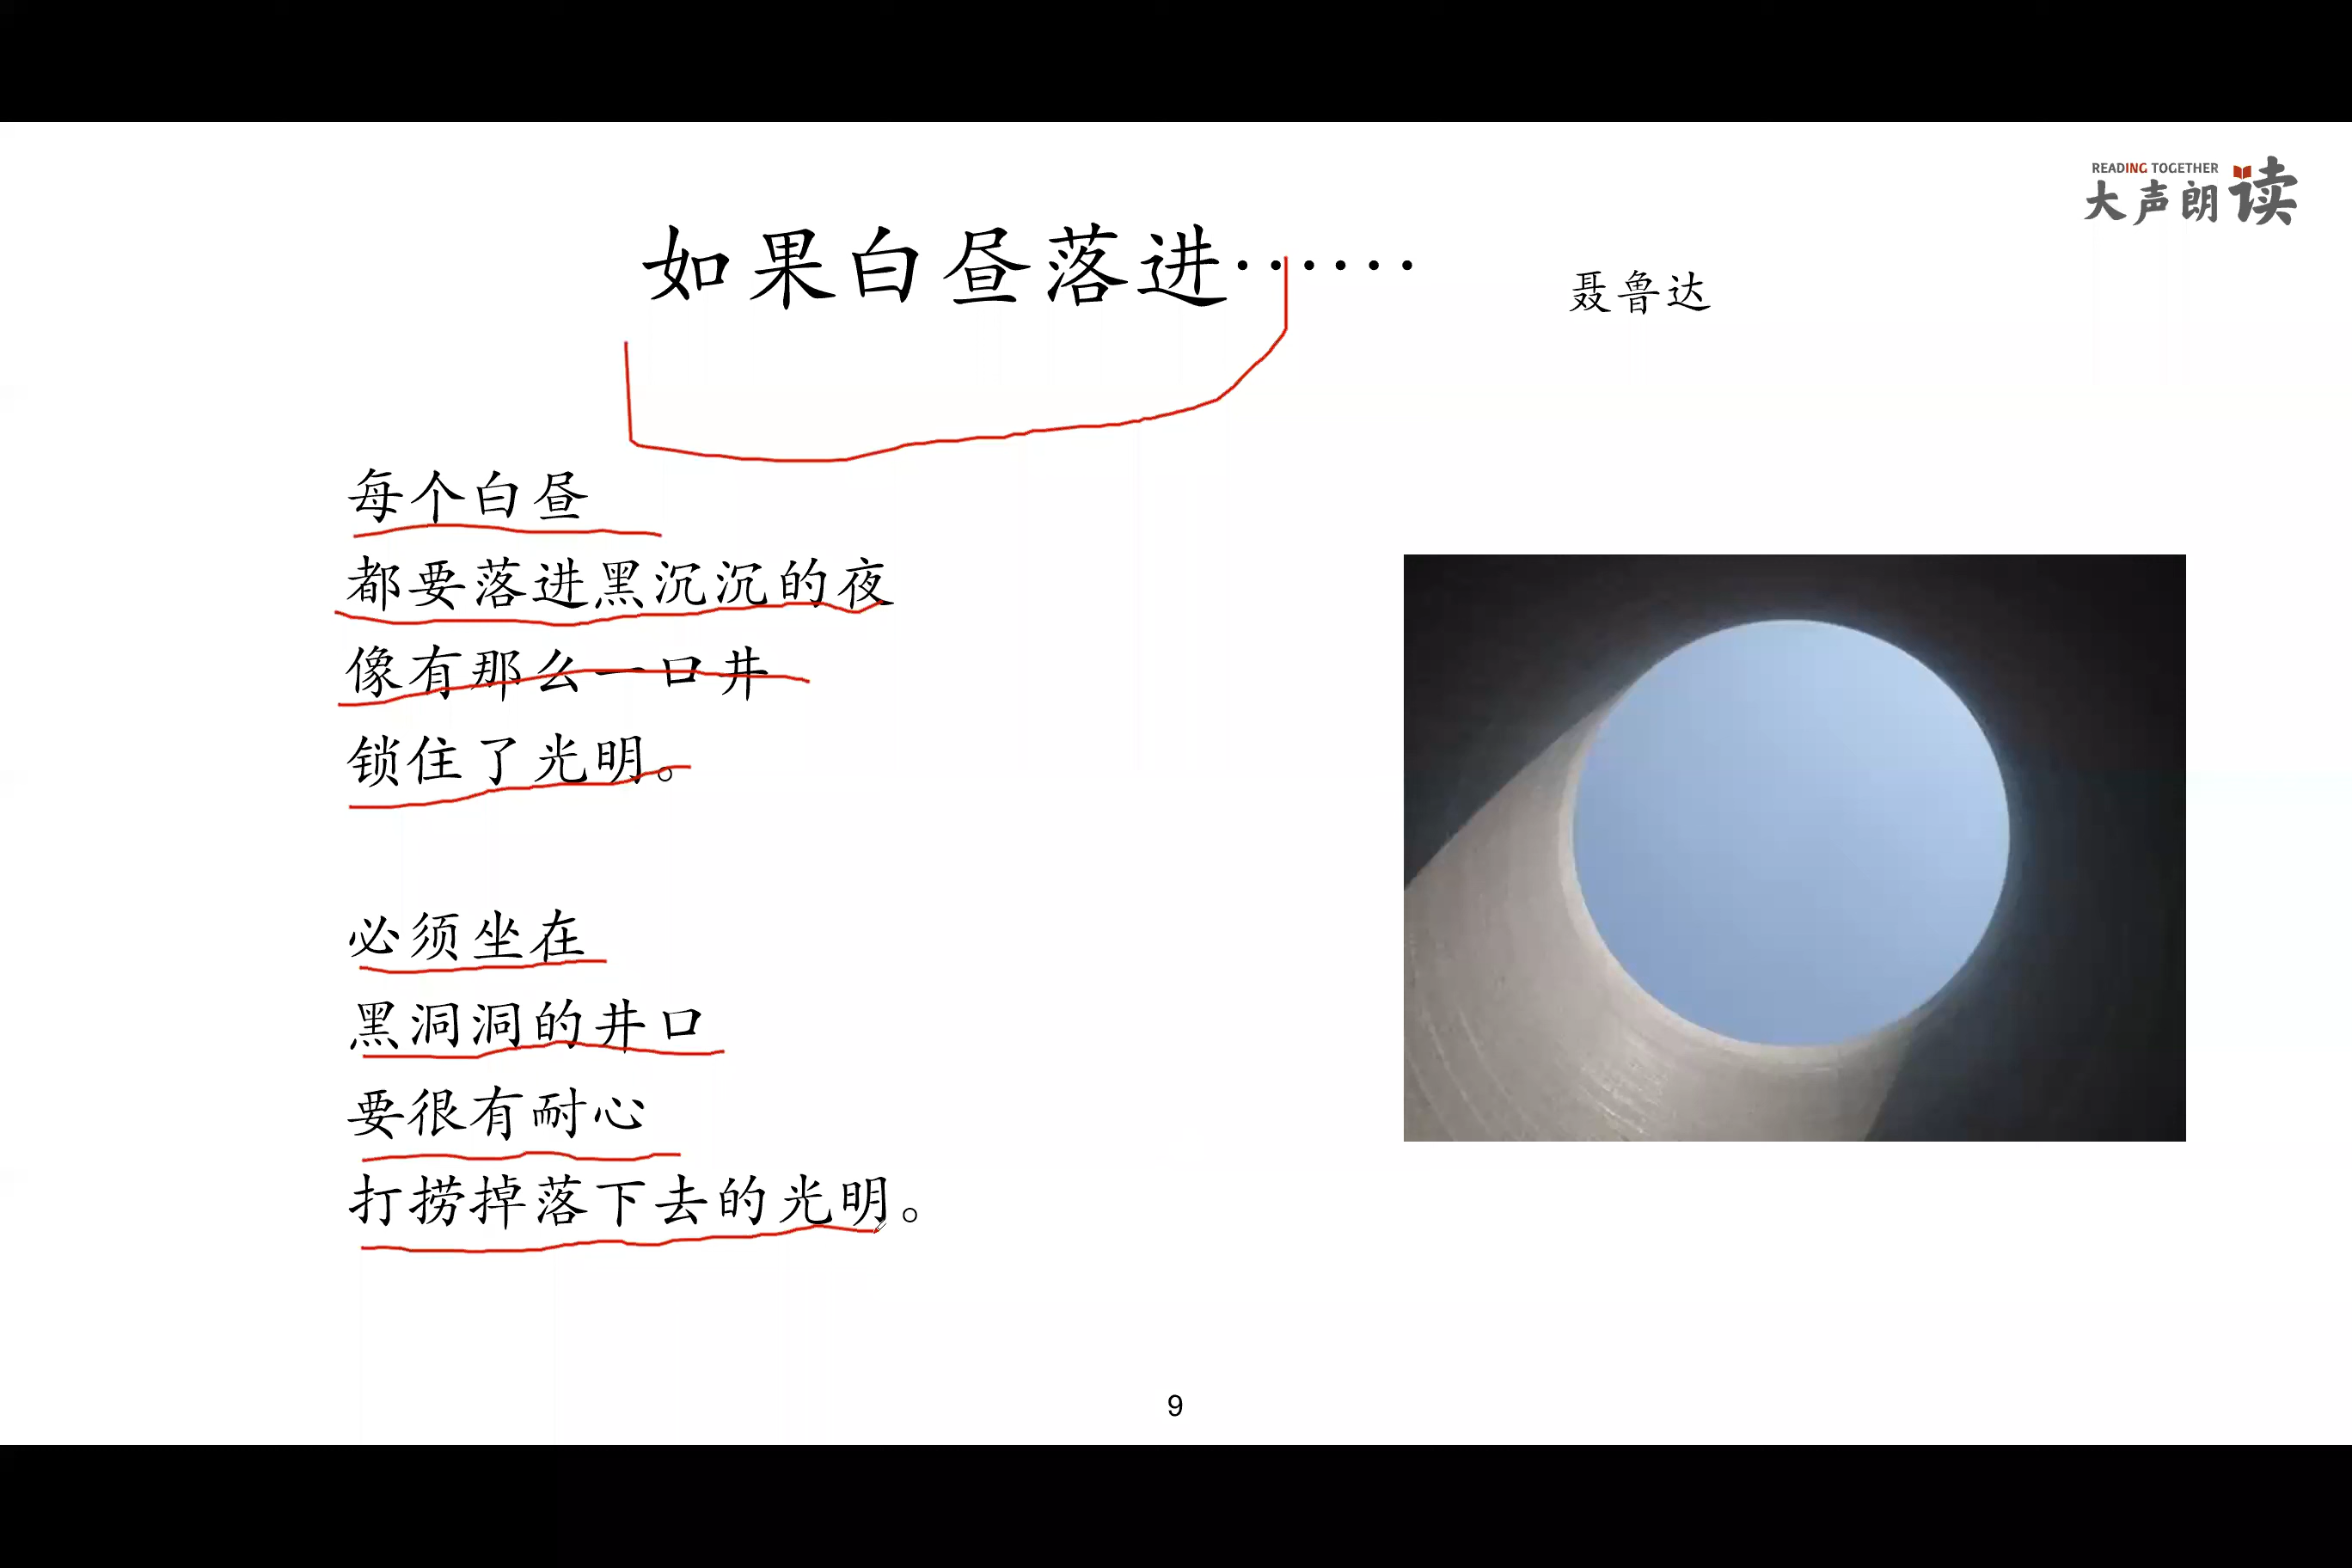 READING TOGETHER
大声朗读
如果白昼落进······
聂鲁达
每个白昼
都要落进黑沉沉的夜
像有那么一口井
锁住了光明。
必须坐在
黑洞洞的井口
要很有耐心
打捞掉落下去的光明。
9